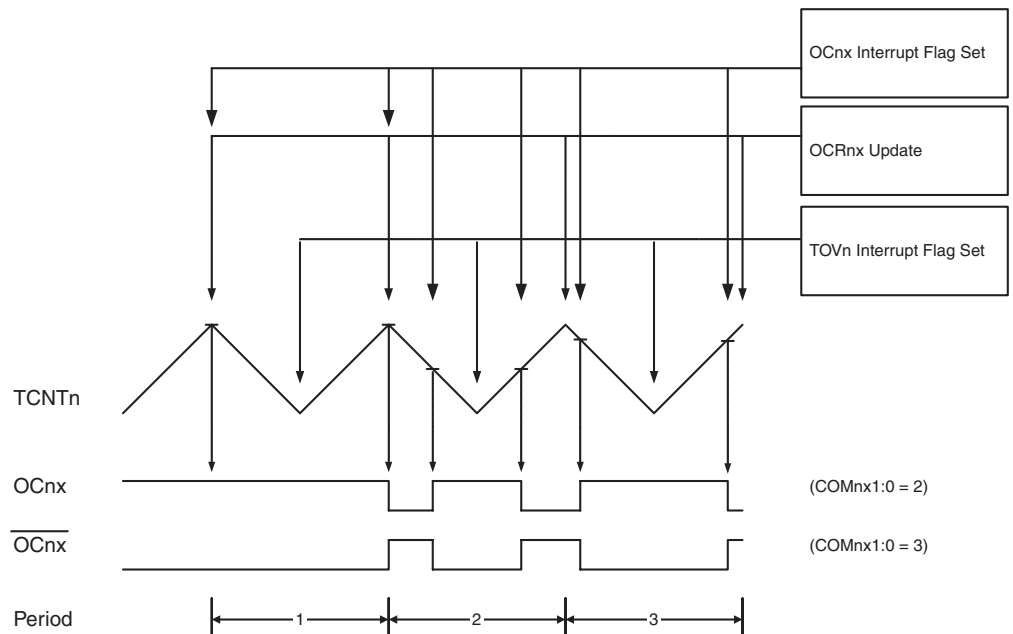 OCnx Interrupt Flag Set
OCRnx Update
TOVn Interrupt Flag Set
TCNTn
OCnx (COMnx1:0 = 2)
OCnx (COMnx1:0 = 3)
Period 1 2 3